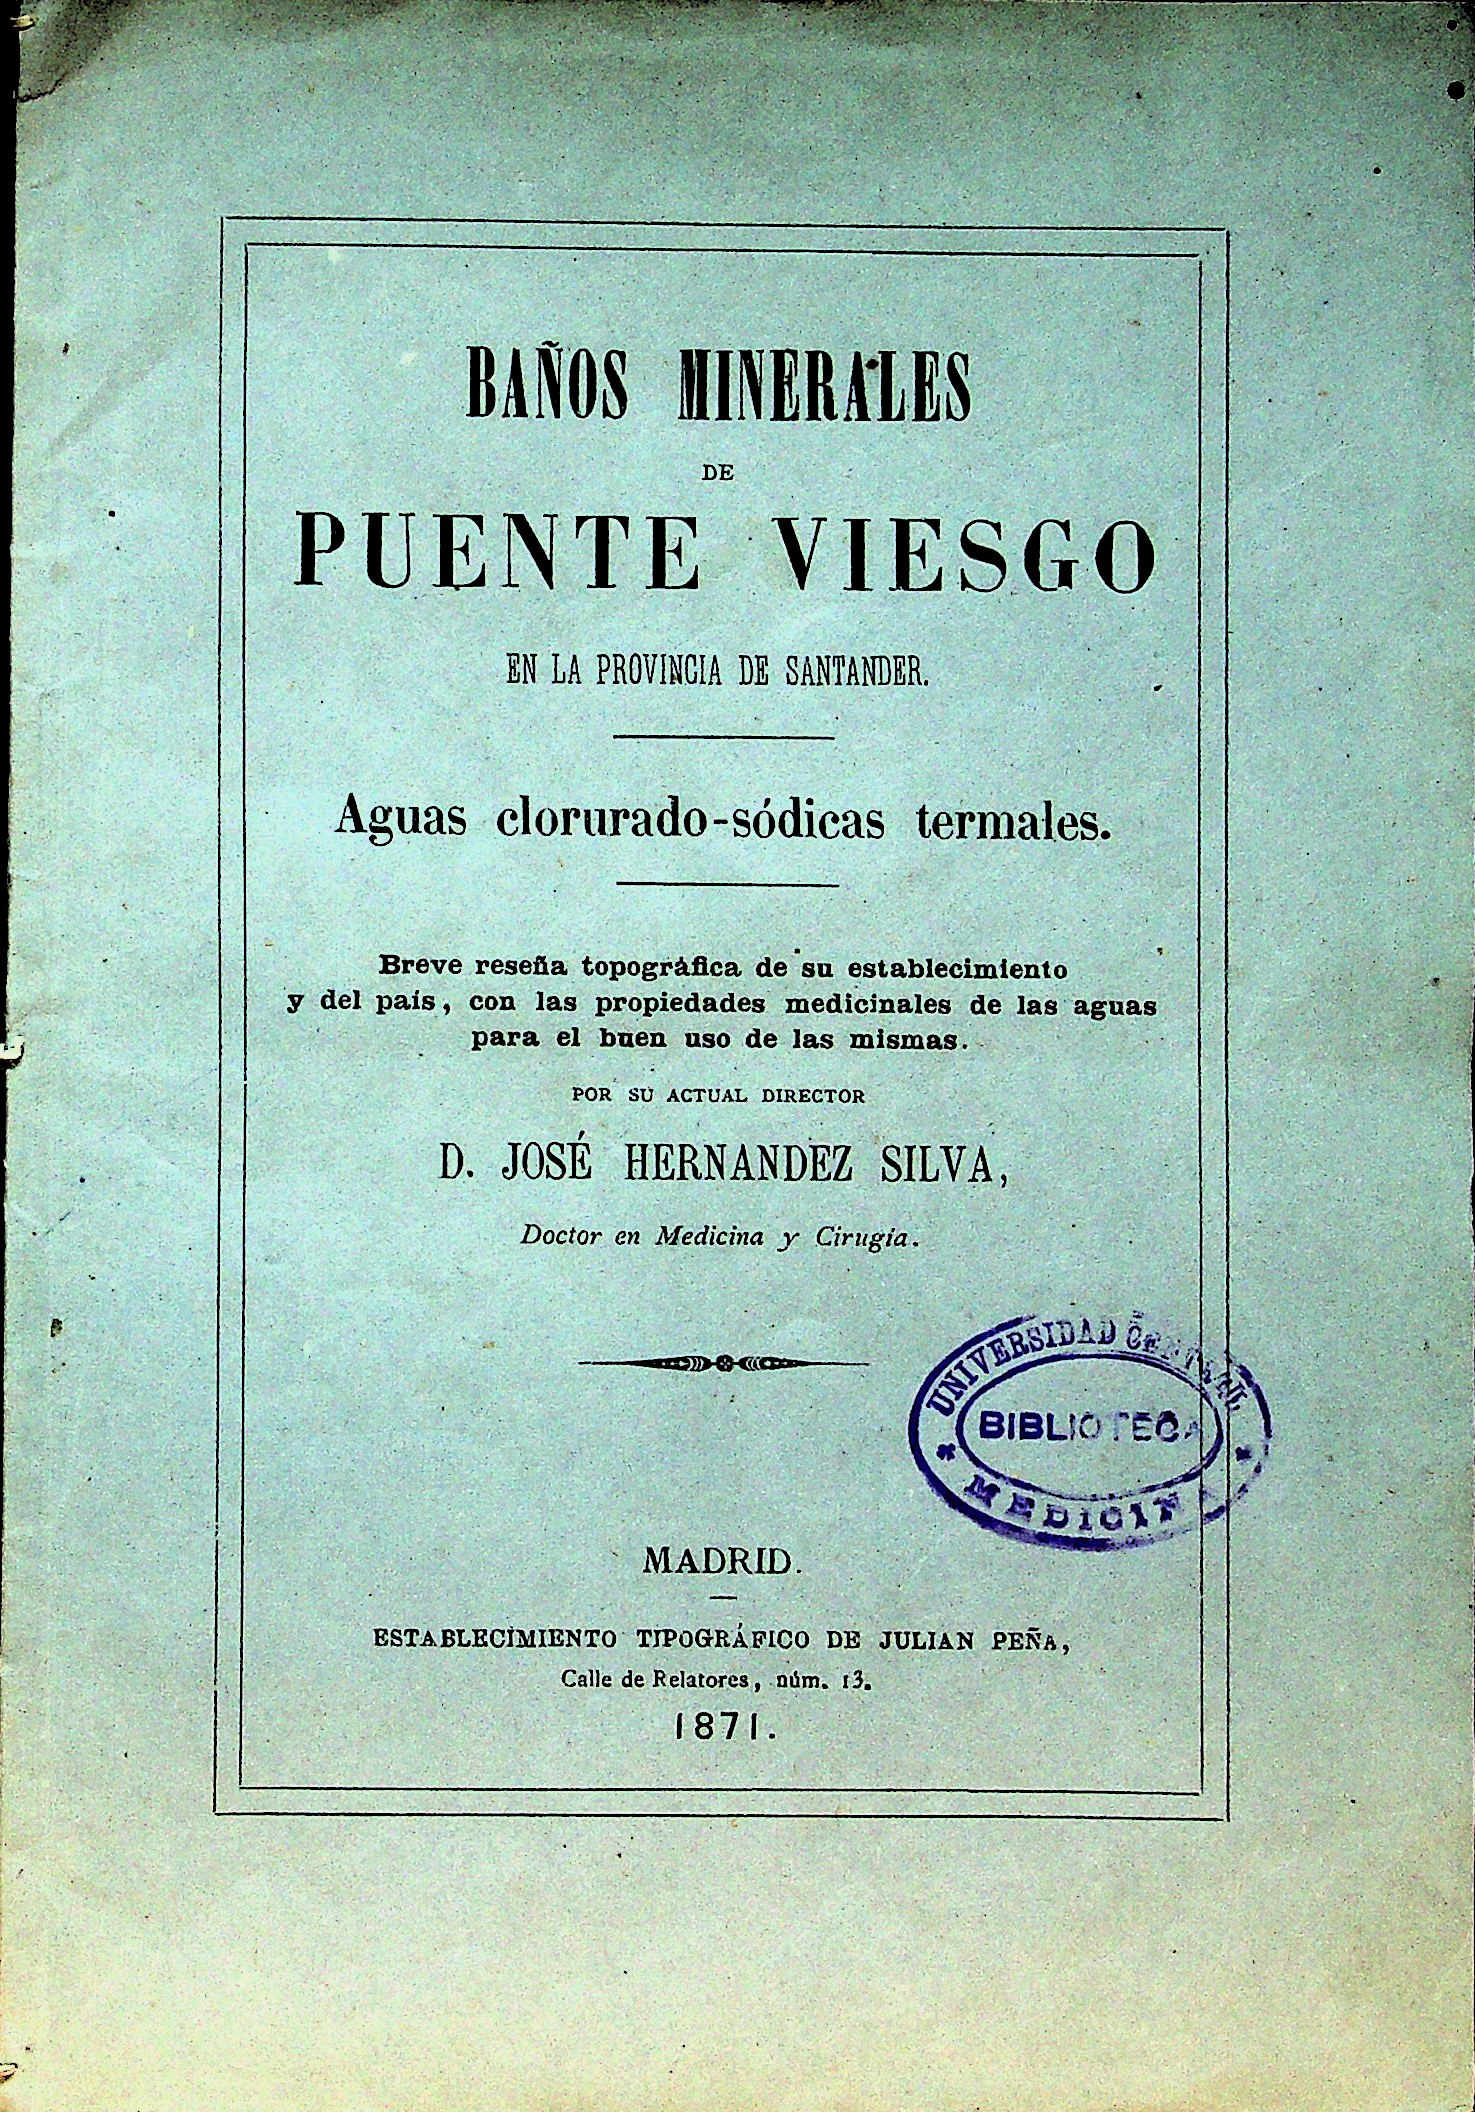 BAÑOS MINERALES
DE
PUENTE VIESGO
EN LA PROVINCIA DE SANTANDER.
Aguas clorurado-sódicas termales.
Breve reseña topográfica de su establecimiento
y del país, con las propiedades medicinales de las aguas
para el buen uso de las mismas.
POR SU ACTUAL DIRECTOR
D. JOSÉ HERNANDEZ SILVA,
Doctor en Medicina y Cirugía.
UNIVERSIDAD CENTRAL
BIBLIOTECA
MEDICINA
MADRID.
ESTABLECIMIENTO TIPOGRÁFICO DE JULIAN PEÑA,
Calle de Relatores, núm. 13.
1871.